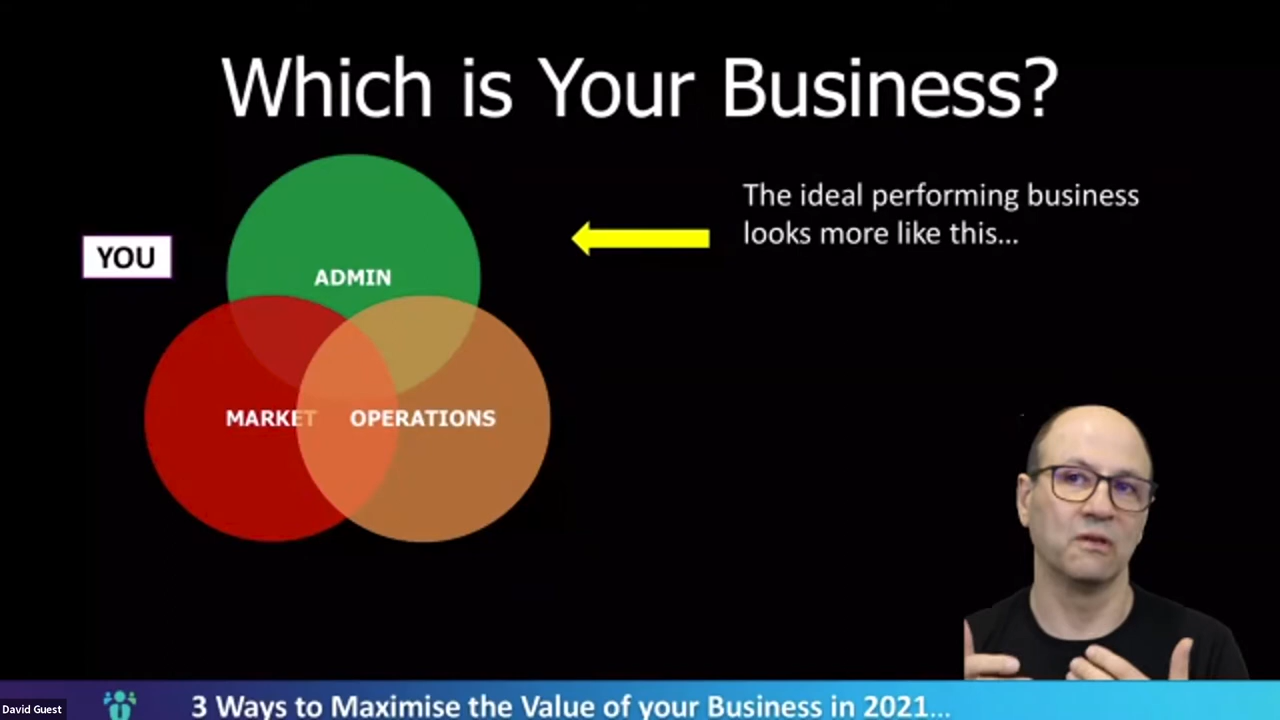 Which is Your Business?
The ideal performing business
looks more like this...
YOU
ADMIN
MARKET
OPERATIONS
David Guest
3 Ways to Maximise the Value of your Business in 2021...